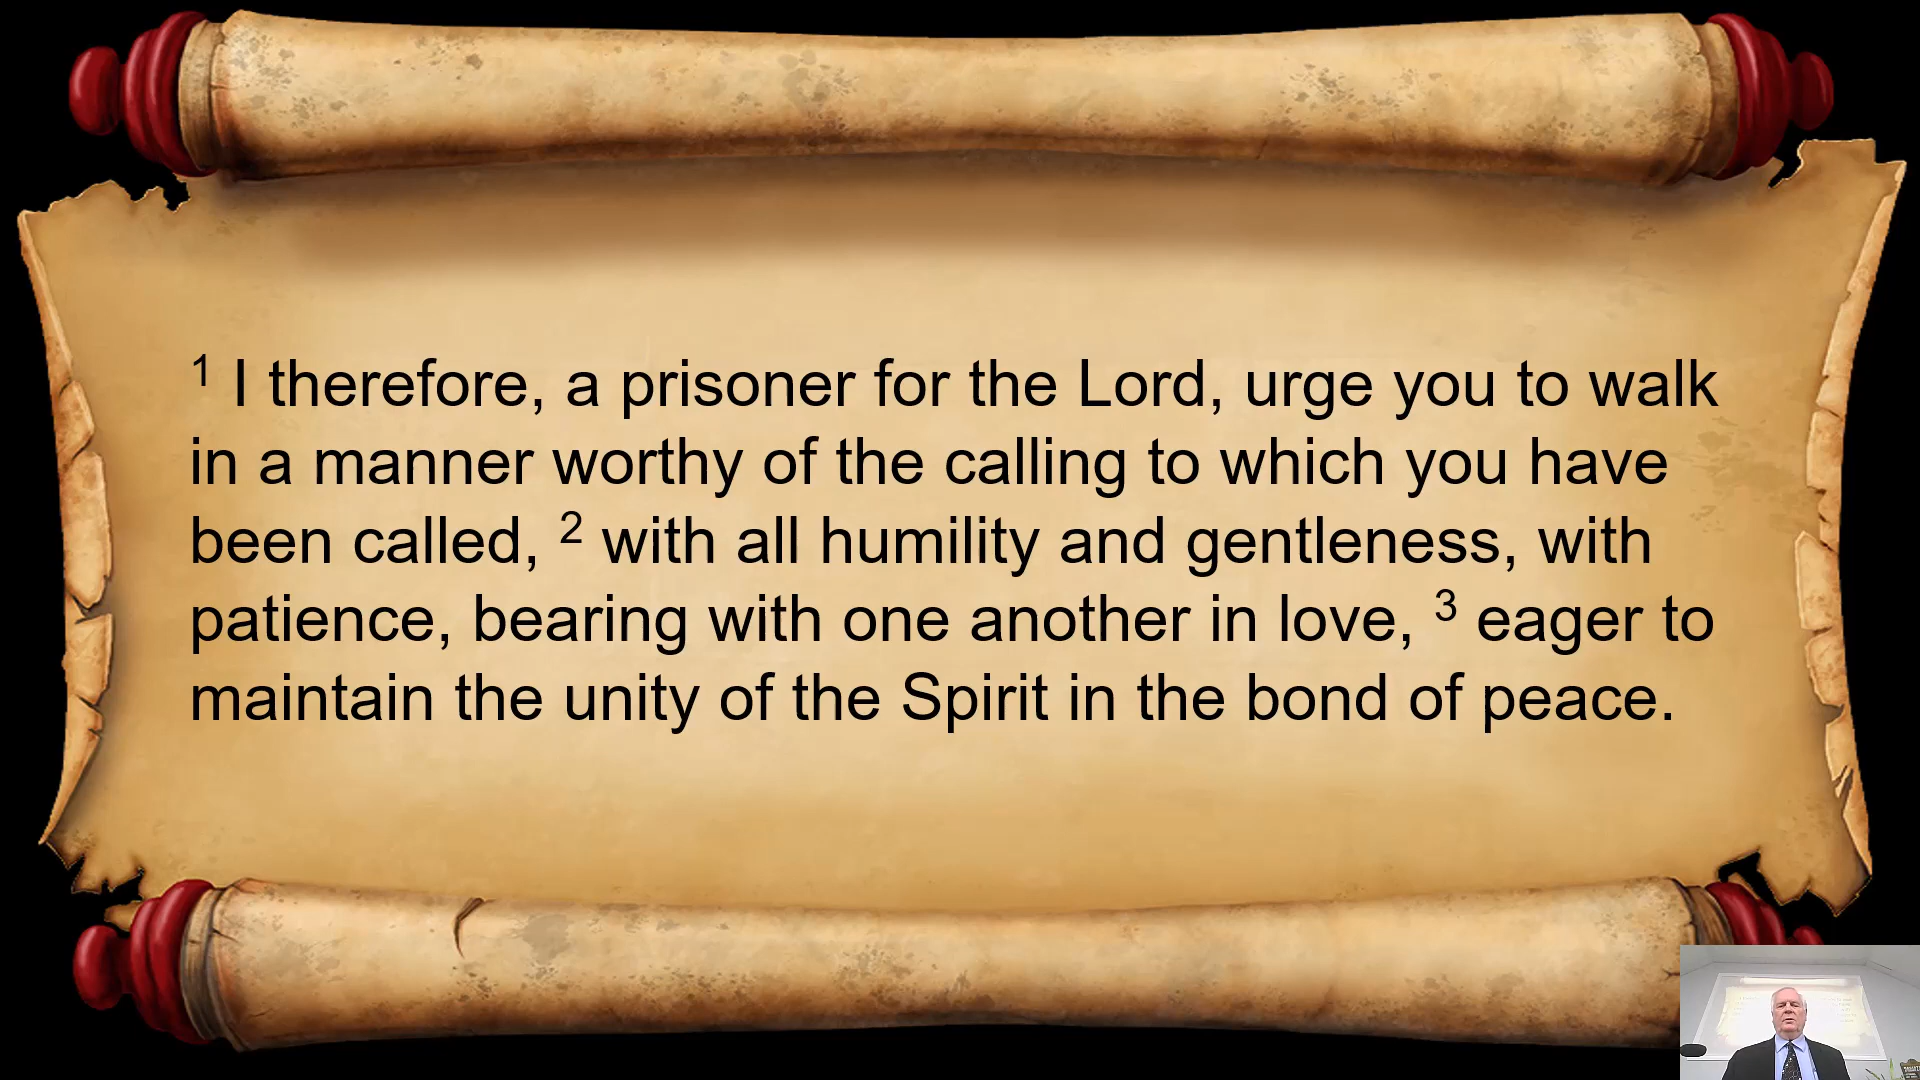 1 I therefore, a prisoner for the Lord, urge you to walk
in a manner worthy of the calling to which you have
been called, 2 with all humility and gentleness, with
patience, bearing with one another in love, 3 eager to
maintain the unity of the Spirit in the bond of peace.